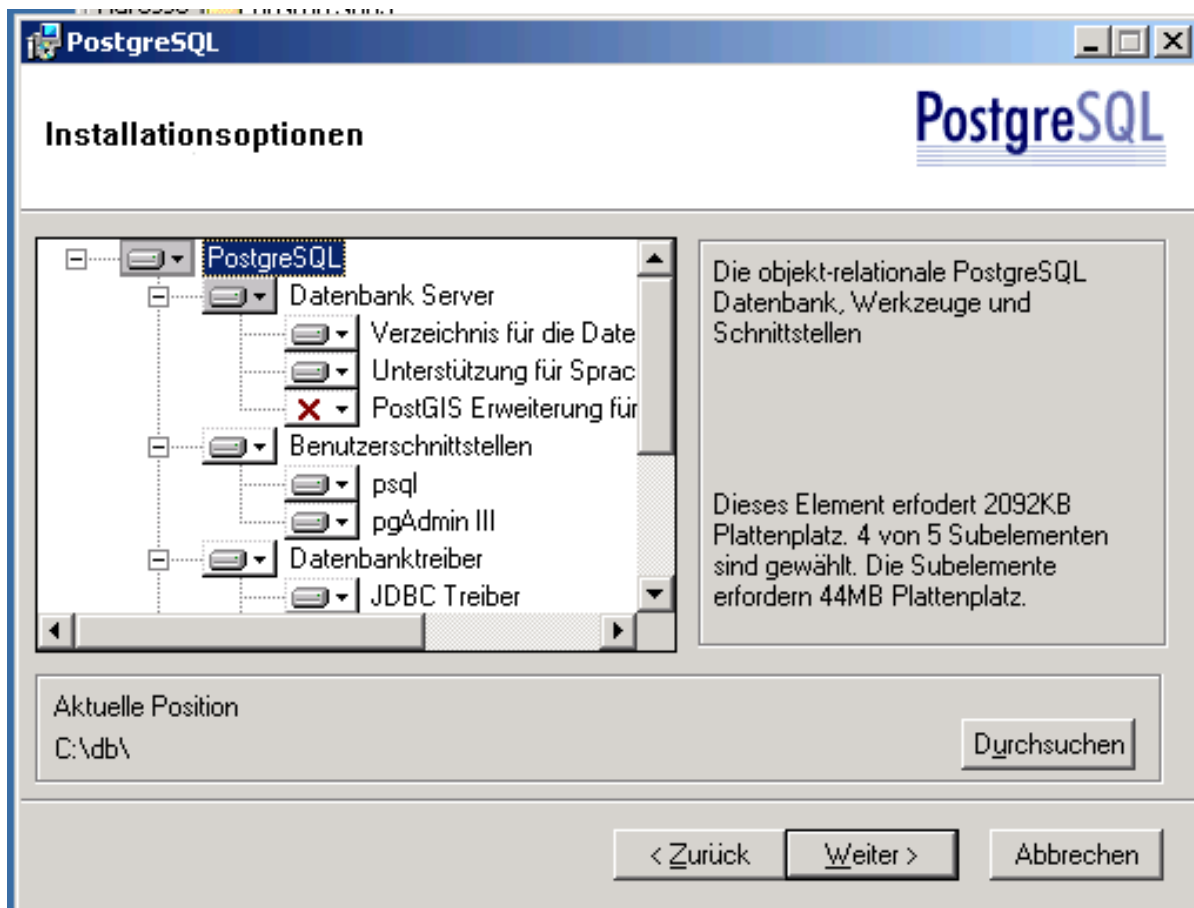 PostgreSQL
Installationsoptionen
PostgreSQL
PostgreSQL
Datenbank Server
Verzeichnis für die Date
Unterstützung für Sprac
PostGIS Erweiterung für
Benutzerschnittstellen
psql
pgAdmin III
Datenbanktreiber
JDBC Treiber
Die objekt-relationale PostgreSQL
Datenbank, Werkzeuge und
Schnittstellen
Dieses Element erfodert 2092KB
Plattenplatz. 4 von 5 Subelementen
sind gewählt. Die Subelemente
erfordern 44MB Plattenplatz.
Aktuelle Position
C:\db\
Durchsuchen
< Zurück
Weiter >
Abbrechen